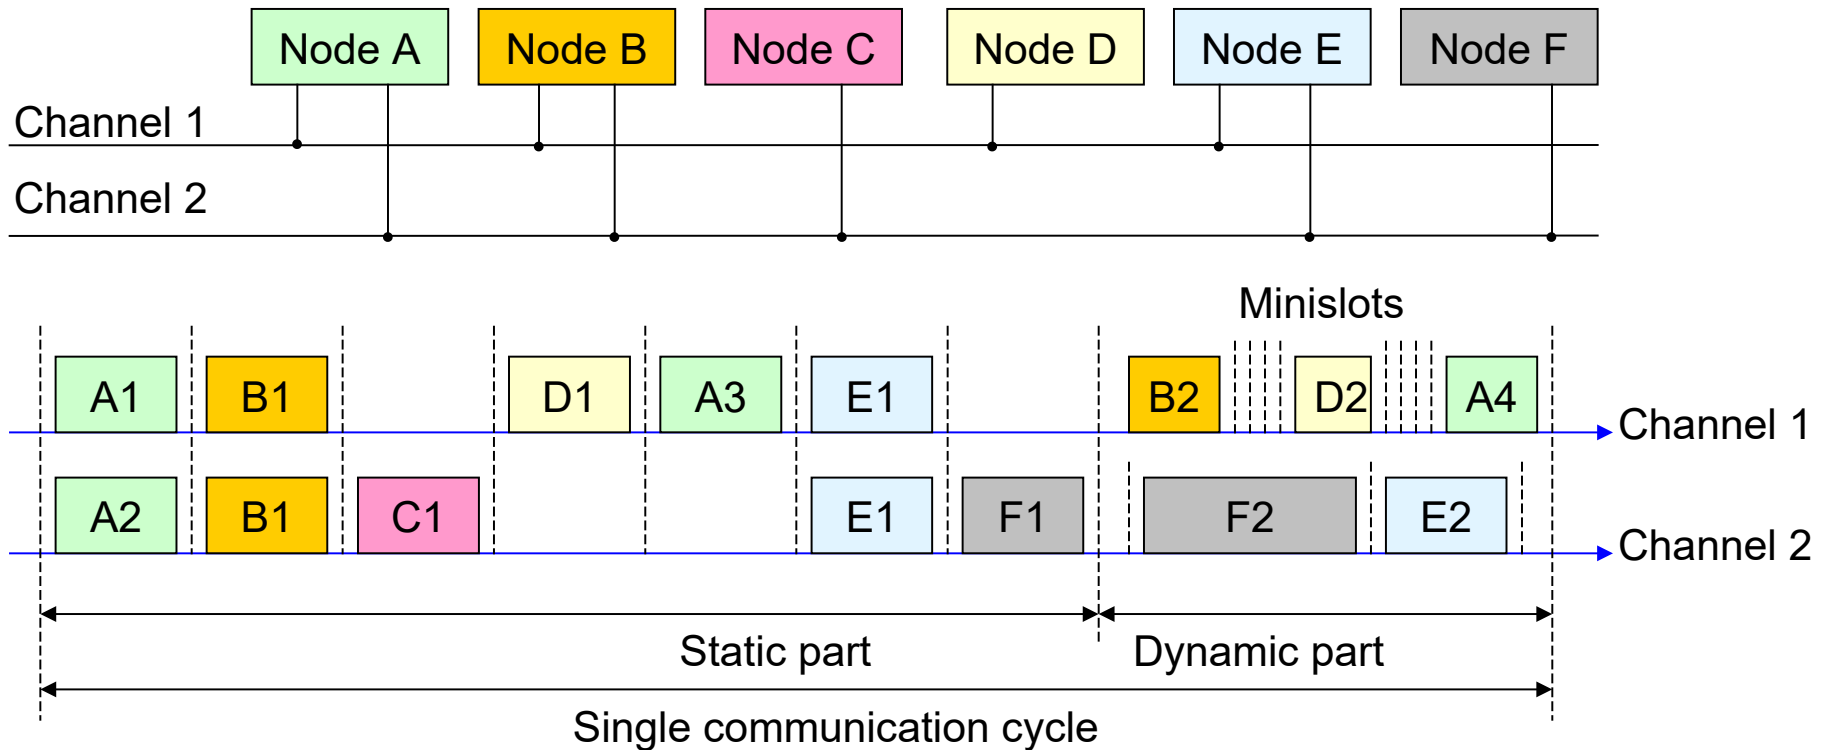 Node A Node B Node C Node D Node E Node F
Channel 1
Channel 2
Minislots
A1 B1 D1 A3 E1 B2 D2 A4 Channel 1
A2 B1 C1 E1 F1 F2 E2 Channel 2
Static part Dynamic part
Single communication cycle